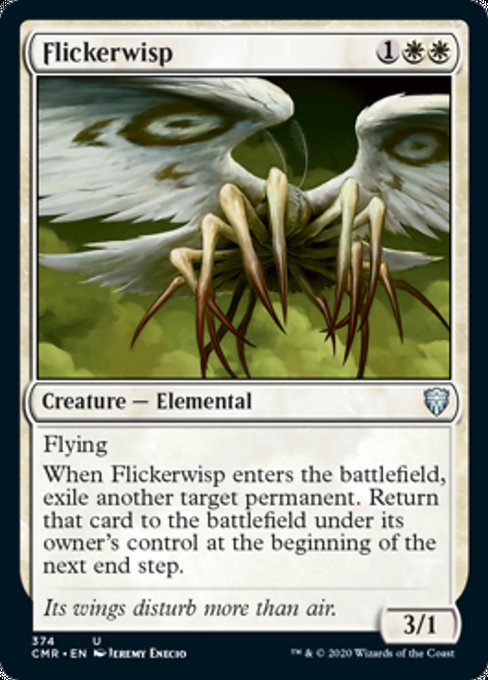 Flickerwisp 1
Creature — Elemental
Flying
When Flickerwisp enters the battlefield,
exile another target permanent. Return
that card to the battlefield under its
owner's control at the beginning of the
next end step.
Its wings disturb more than air.
3/1
374 U
CMR • EN Jeremy Enecio
™ & © 2020 Wizards of the Coast